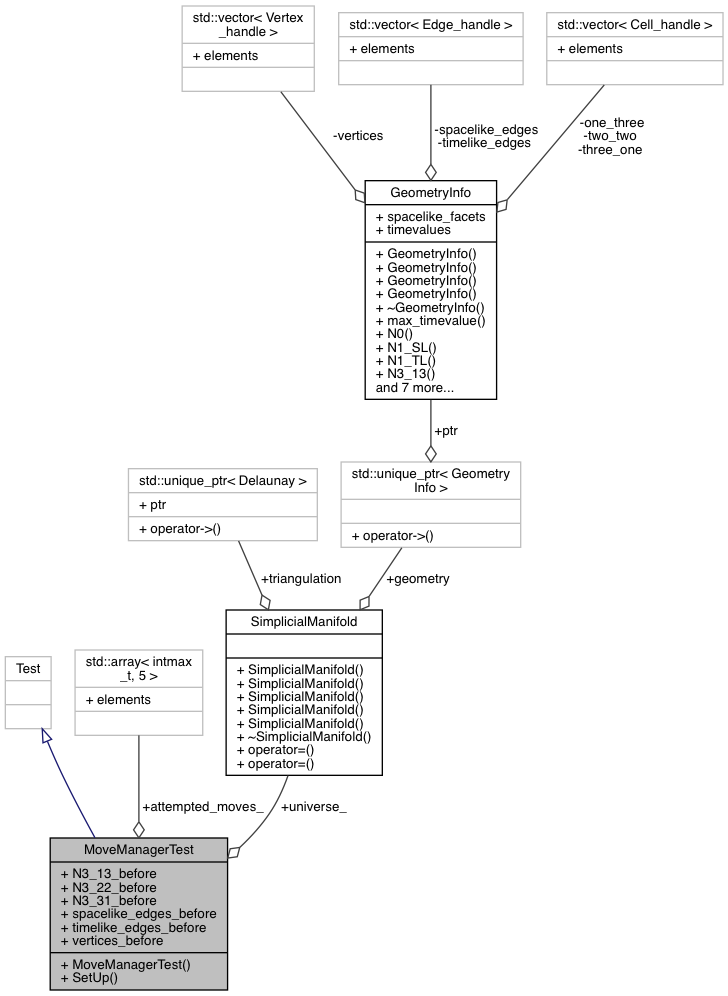 std::vector< Vertex
_handle >
+ elements
std::vector< Edge_handle >
+ elements
std::vector< Cell_handle >
+ elements
-vertices
-spacelike_edges
-timelike_edges
-one_three
-two_two
-three_one
GeometryInfo
+ spacelike_facets
+ timevalues
+ GeometryInfo()
+ GeometryInfo()
+ GeometryInfo()
+ GeometryInfo()
+ ~GeometryInfo()
+ max_timevalue()
+ N0()
+ N1_SL()
+ N1_TL()
+ N3_13()
and 7 more...
+ptr
std::unique_ptr< Delaunay >
+ ptr
+ operator->()
std::unique_ptr< Geometry
Info >
+ operator->()
+triangulation
+geometry
SimplicialManifold
+ SimplicialManifold()
+ SimplicialManifold()
+ SimplicialManifold()
+ SimplicialManifold()
+ SimplicialManifold()
+ ~SimplicialManifold()
+ operator=()
+ operator=()
Test
std::array< intmax
_t, 5 >
+ elements
+attempted_moves_
+universe_
MoveManagerTest
+ N3_13_before
+ N3_22_before
+ N3_31_before
+ spacelike_edges_before
+ timelike_edges_before
+ vertices_before
+ MoveManagerTest()
+ SetUp()